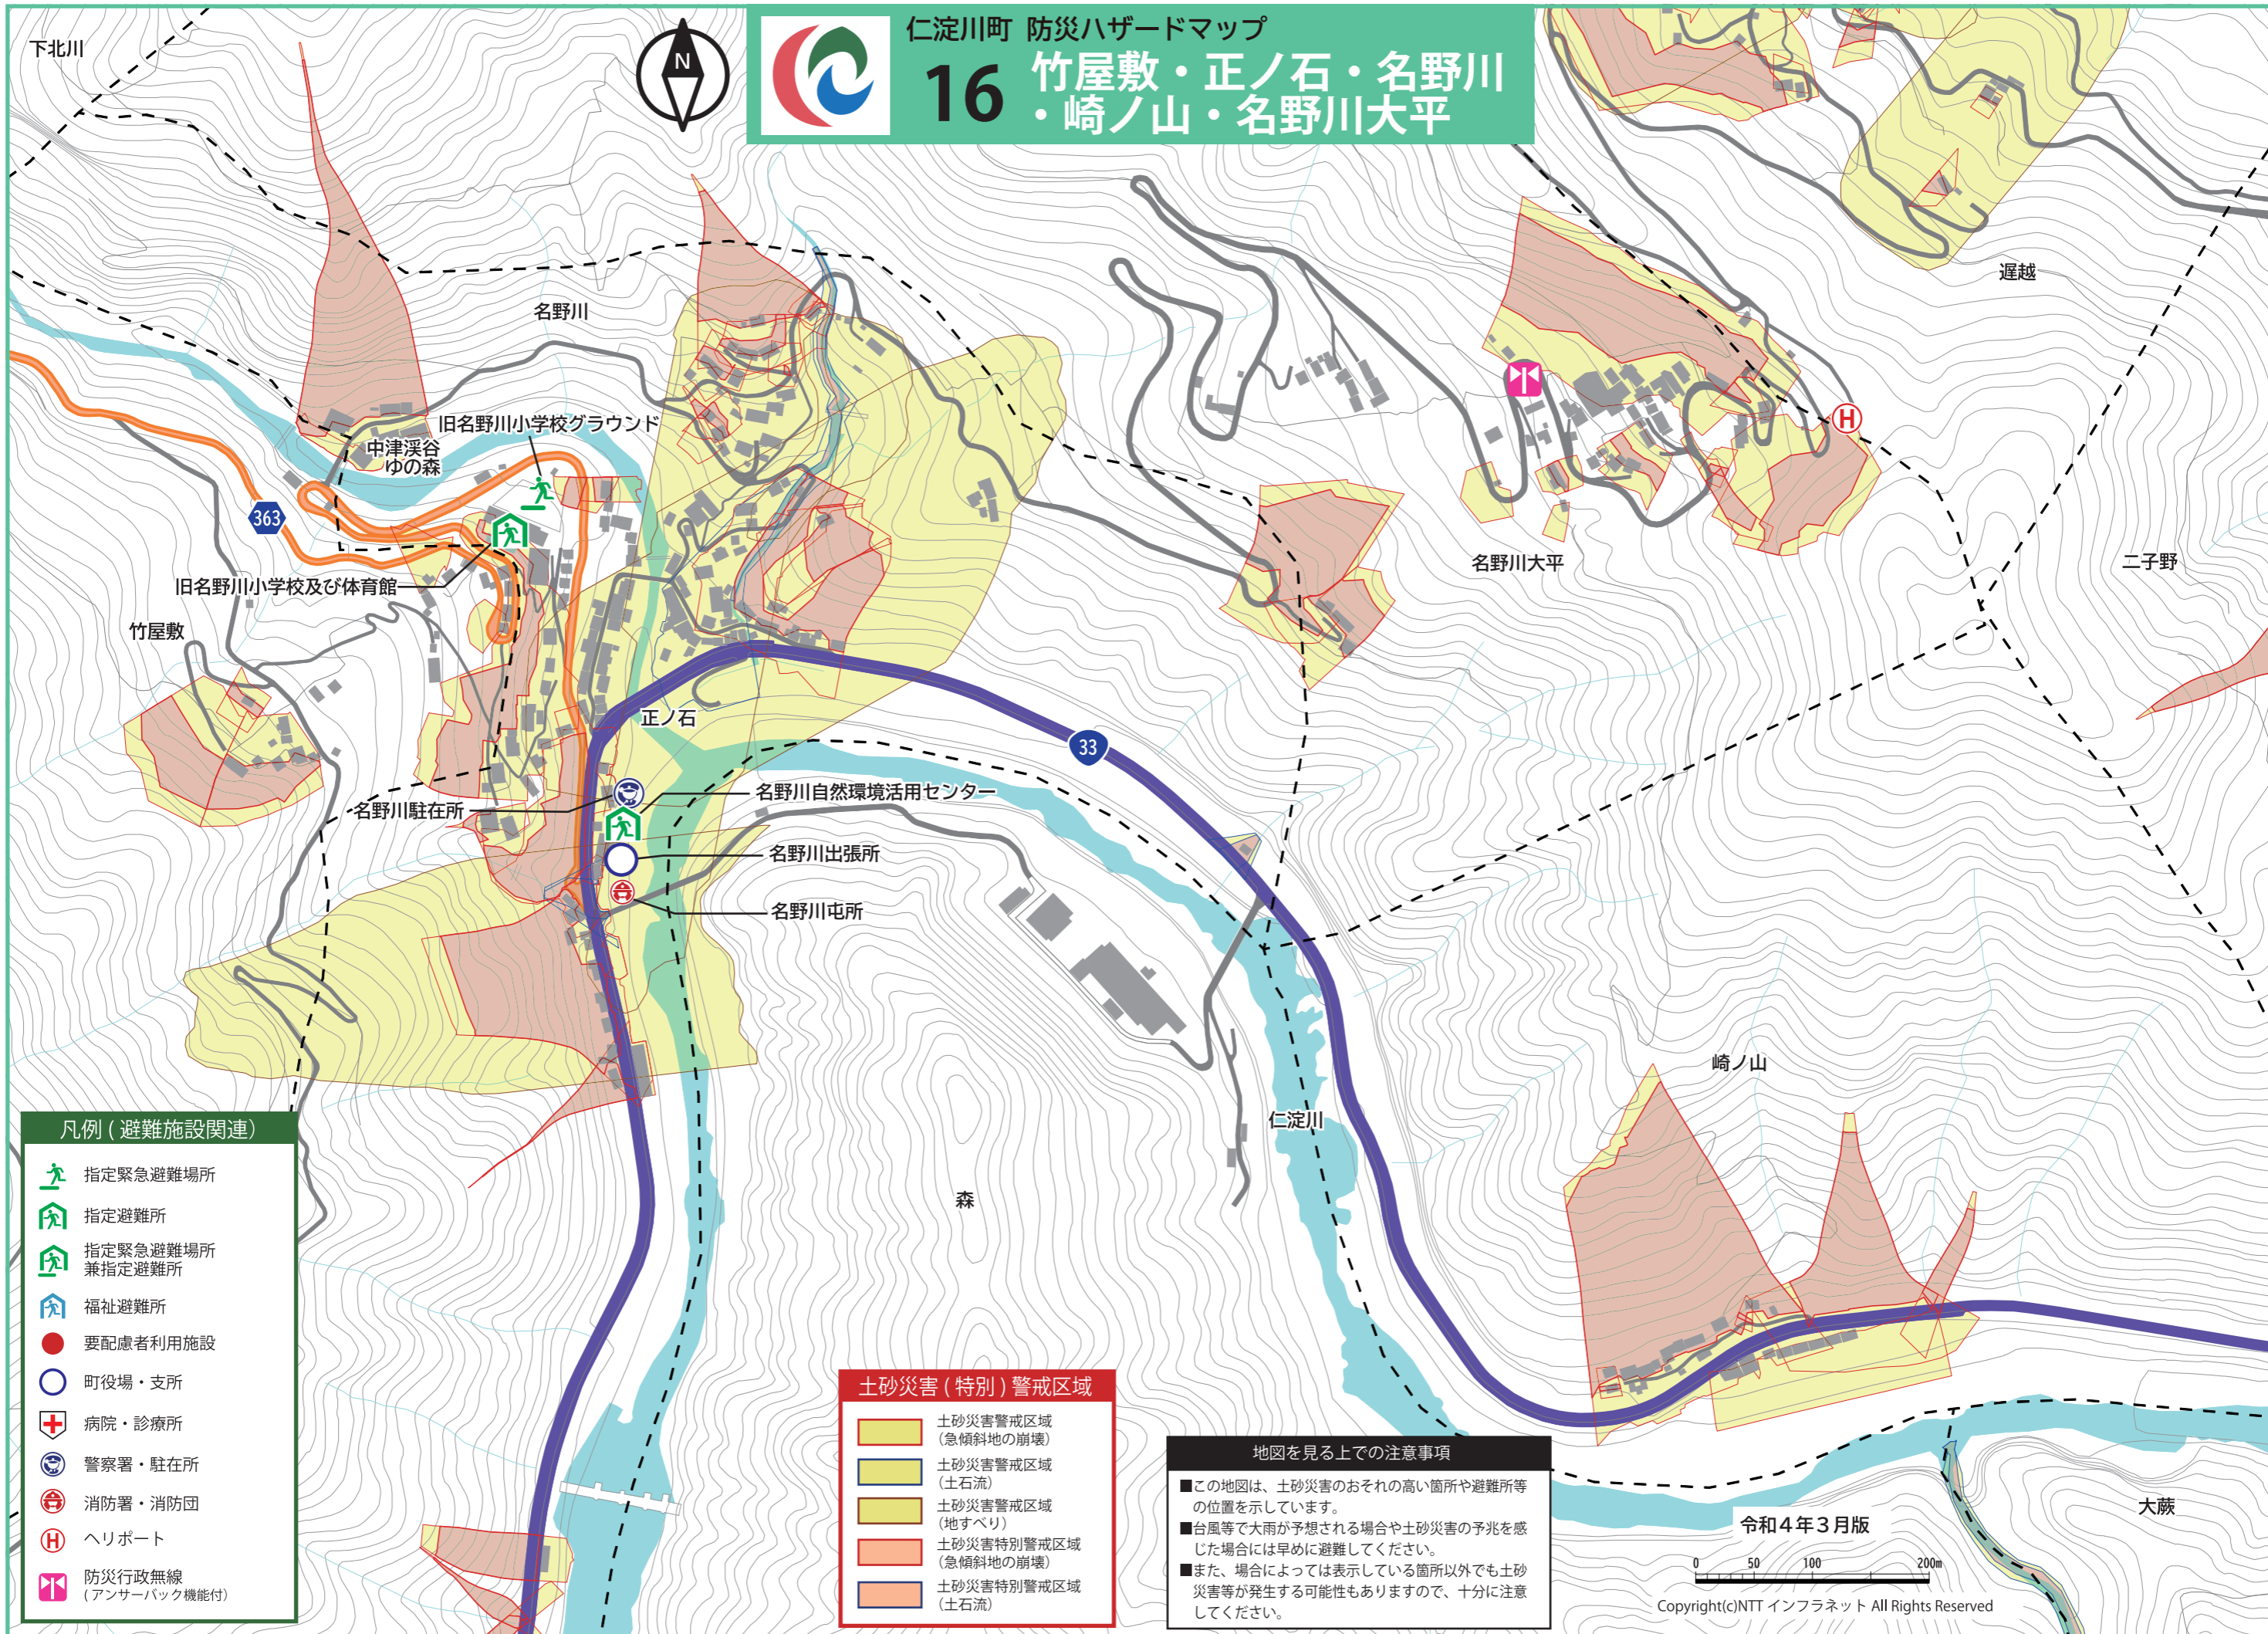 仁淀川町 防災ハザードマップ
16
竹屋敷・正ノ石・名野川
・崎ノ山・名野川大平
N
下北川
名野川
遅越
旧名野川小学校グラウンド
中津渓谷
ゆの森
363
旧名野川小学校及び体育館
竹屋敷
名野川大平
二子野
H
正ノ石
33
名野川駐在所
名野川自然環境活用センター
名野川出張所
名野川屯所
崎ノ山
仁淀川
森
大蕨
凡例 ( 避難施設関連)
指定緊急避難場所
指定避難所
指定緊急避難場所
兼指定避難所
福祉避難所
要配慮者利用施設
町役場・支所
病院・診療所
警察署・駐在所
消防署・消防団
H
ヘリポート
防災行政無線
( アンサーバック機能付)
土砂災害 ( 特別 ) 警戒区域
土砂災害警戒区域
（急傾斜地の崩壊）
土砂災害警戒区域
（土石流）
土砂災害警戒区域
（地すべり）
土砂災害特別警戒区域
（急傾斜地の崩壊）
土砂災害特別警戒区域
（土石流）
地図を見る上での注意事項
■この地図は、土砂災害のおそれの高い箇所や避難所等
の位置を示しています。
■台風等で大雨が予想される場合や土砂災害の予兆を感
じた場合には早めに避難してください。
■また、場合によっては表示している箇所以外でも土砂
災害等が発生する可能性もありますので、十分に注意
してください。
令和４年３月版
0 50 100 200m
Copyright(c)NTT インフラネット All Rights Reserved